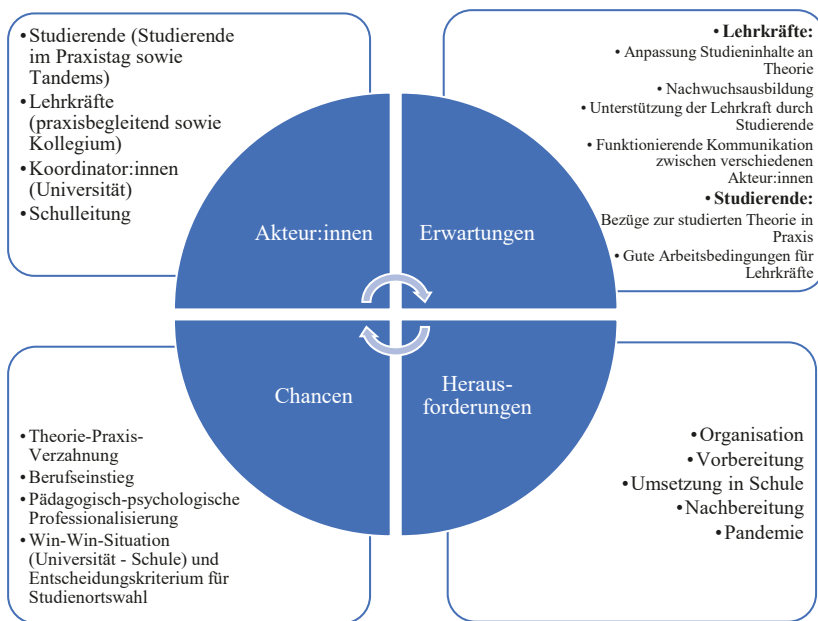 • Studierende (Studierende
im Praxistag sowie
Tandems)
• Lehrkräfte
(praxisbegleitend sowie
Kollegium)
• Koordinator:innen
(Universität)
• Schulleitung
• Lehrkräfte:
• Anpassung Studieninhalte an
Theorie
• Nachwuchsausbildung
• Unterstützung der Lehrkraft durch
Studierende
• Funktionierende Kommunikation
zwischen verschiedenen
Akteur:innen
• Studierende:
Bezüge zur studierten Theorie in
Praxis
• Gute Arbeitsbedingungen für
Lehrkräfte
Akteur:innen
Erwartungen
Chancen
Heraus-
forderungen
• Theorie-Praxis-
Verzahnung
• Berufseinstieg
• Pädagogisch-psychologische
Professionalisierung
• Win-Win-Situation
(Universität - Schule) und
Entscheidungskriterium für
Studienortswahl
• Organisation
• Vorbereitung
• Umsetzung in Schule
• Nachbereitung
• Pandemie